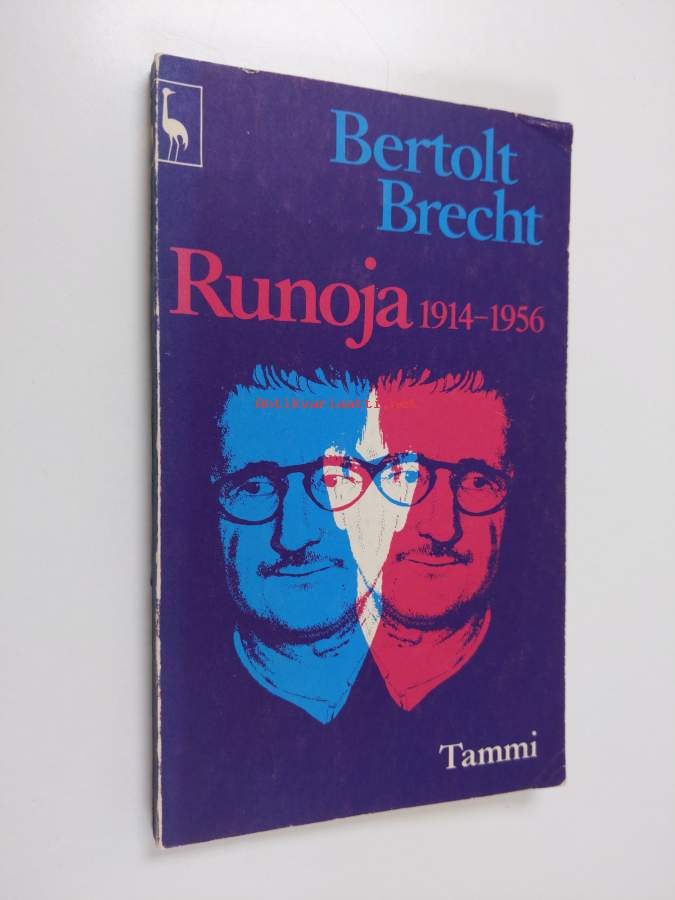 Bertolt
Brecht
Runoja 1914–1956
Antikvariaatti.net
Tammi